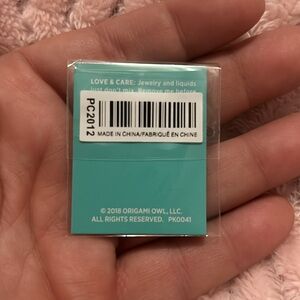 LOVE & CARE: Jewelry and liquids
just don't mix. Remove me before
PC2012
MADE IN CHINA/FABRIQUÉ EN CHINE
© 2018 ORIGAMI OWL, LLC.
ALL RIGHTS RESERVED. PK0041